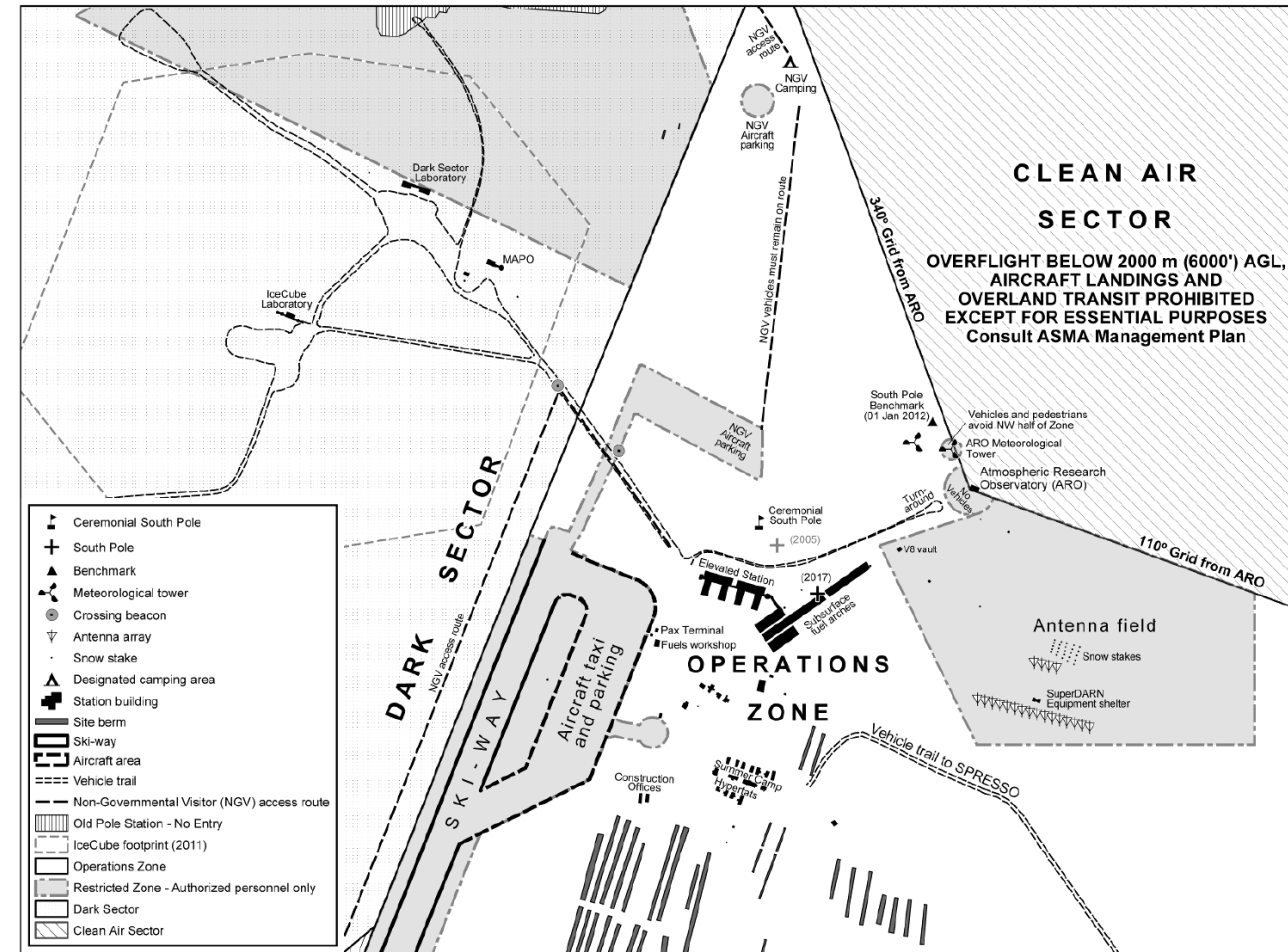 NGV
access
route
NGV
Camping
NGV
Aircraft
parking
CLEAN AIR
SECTOR
OVERFLIGHT BELOW 2000 m (6000') AGL,
AIRCRAFT LANDINGS AND
OVERLAND TRANSIT PROHIBITED
EXCEPT FOR ESSENTIAL PURPOSES
Consult ASMA Management Plan
Dark Sector
Laboratory
MAPO
IceCube
Laboratory
NGV vehicles must remain on route
340º Grid from ARO
South Pole
Benchmark
(01 Jan 2012)
Vehicles and pedestrians
avoid NW half of Zone
ARO Meteorological
Tower
Atmospheric Research
Observatory (ARO)
No
Vehicles
Turn-
around
NGV
Aircraft
parking
110º Grid from ARO
Ceremonial
South Pole
(2005)
V8 vault
Elevated Station
(2017)
Subsurface
fuel arches
DARK SECTOR
NGV access route
SKI-WAY
Aircraft taxi
and parking
Pax Terminal
Fuels workshop
OPERATIONS
ZONE
Antenna field
Snow stakes
SuperDARN
Equipment shelter
Vehicle trail to SPRESSO
Summer Camp
Hypertats
Construction
Offices
Ceremonial South Pole
South Pole
Benchmark
Meteorological tower
Crossing beacon
Antenna array
Snow stake
Designated camping area
Station building
Site berm
Ski-way
Aircraft area
Vehicle trail
Non-Governmental Visitor (NGV) access route
Old Pole Station - No Entry
IceCube footprint (2011)
Operations Zone
Restricted Zone - Authorized personnel only
Dark Sector
Clean Air Sector